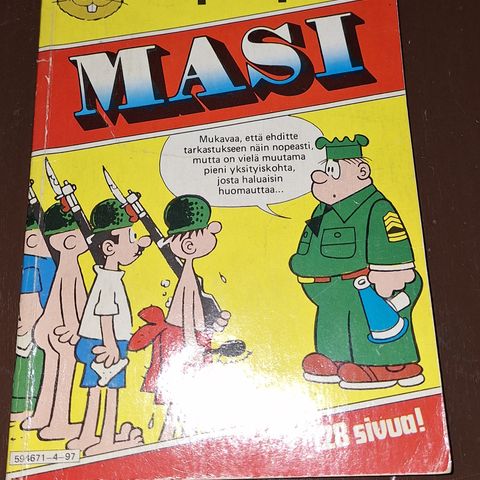 MASI
Mukavaa, että ehditte
tarkastukseen näin nopeasti,
mutta on vielä muutama
pieni yksityiskohta,
josta haluaisin
huomauttaa...
128 sivua!
594671-4-97